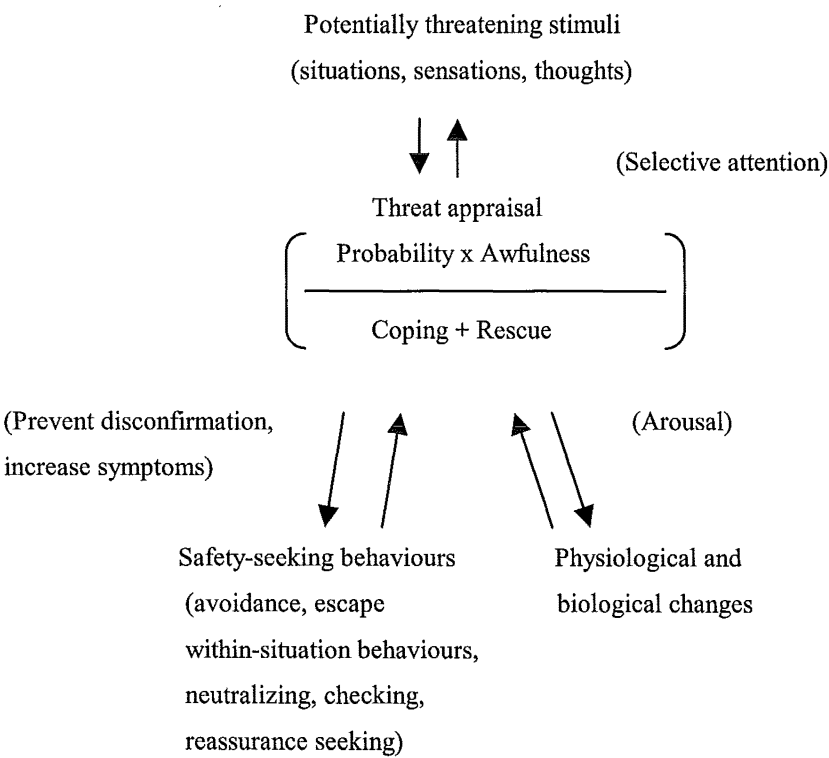 Potentially threatening stimuli
(situations, sensations, thoughts)
(Selective attention)
Threat appraisal
Probability x Awfulness
Coping + Rescue
(Prevent disconfirmation,
increase symptoms)
(Arousal)
Safety-seeking behaviours
(avoidance, escape
within-situation behaviours,
neutralizing, checking,
reassurance seeking)
Physiological and
biological changes